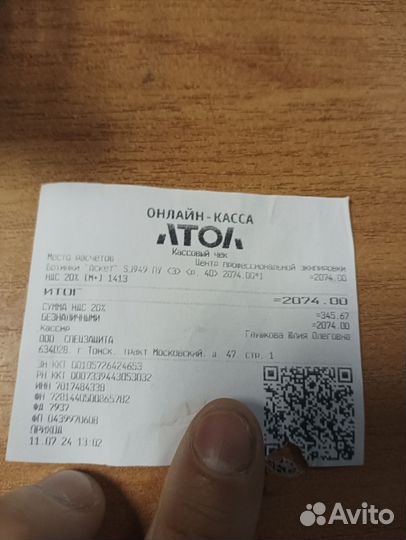 ОНЛАЙН-КАССА
АТОЛ
Кассовый чек
Место расчетов Центр профессиональной экипировки
Ботинки "Аскет" SJ949 ПУ (Э) (р. 40) 2074.00*1
НДС 20% [М+] 1413 =2074.00
ИТОГ =2074.00
СУММА НДС 20% =345.67
БЕЗНАЛИЧНЫМИ =2074.00
Кассир Глушкова Юлия Олеговна
ООО СПЕЦЗАЩИТА
634028 г Томск, тракт Московский, д 47 стр. 1
ЗН ККТ 00105726424653
РН ККТ 0007339443053032
ИНН 7017484338
ФН 7281440500865782
ФД 7937
ФП 0439970608
ПРИХОД
11.07.24 13:02
Avito